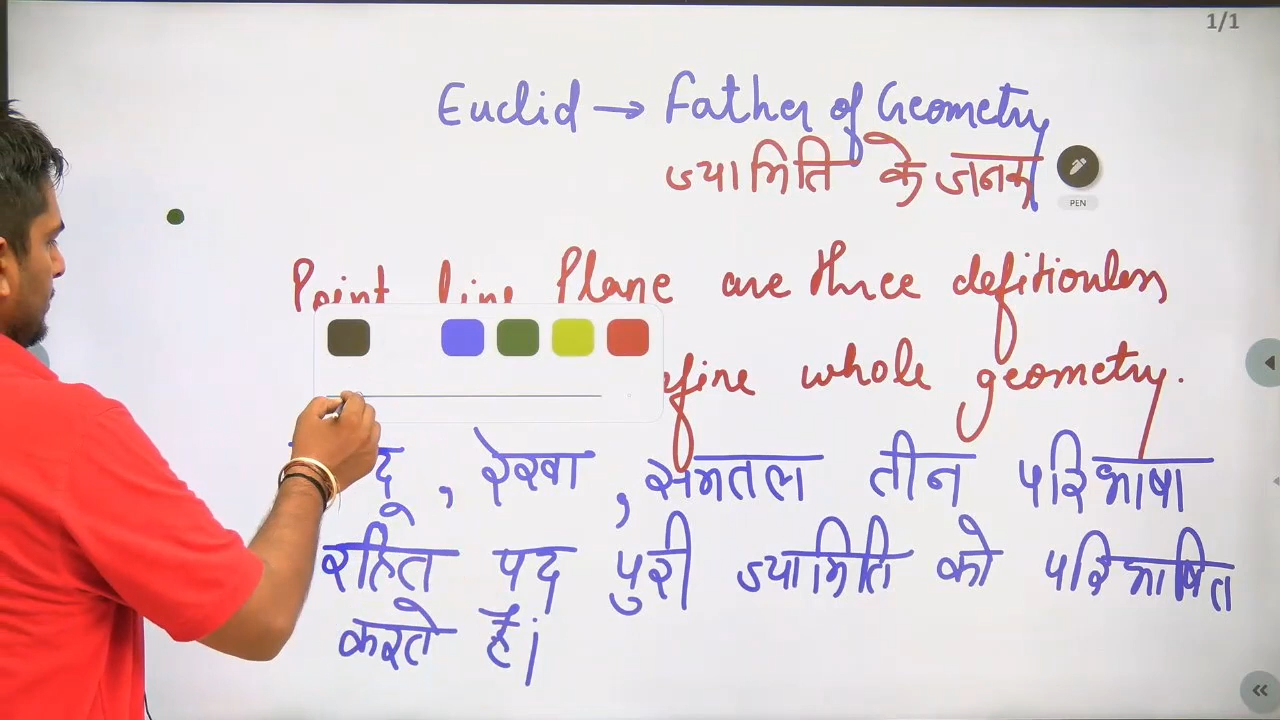 1/1
Euclid → Father of Geometry
ज्यामिति के जनक
PEN
Point line Plane are three defitionless
efine whole geometry.
दू , रेखा , समतल तीन परिभाषा
रहित पद पुरी ज्यामिति को परिभाषित
करते हैं।